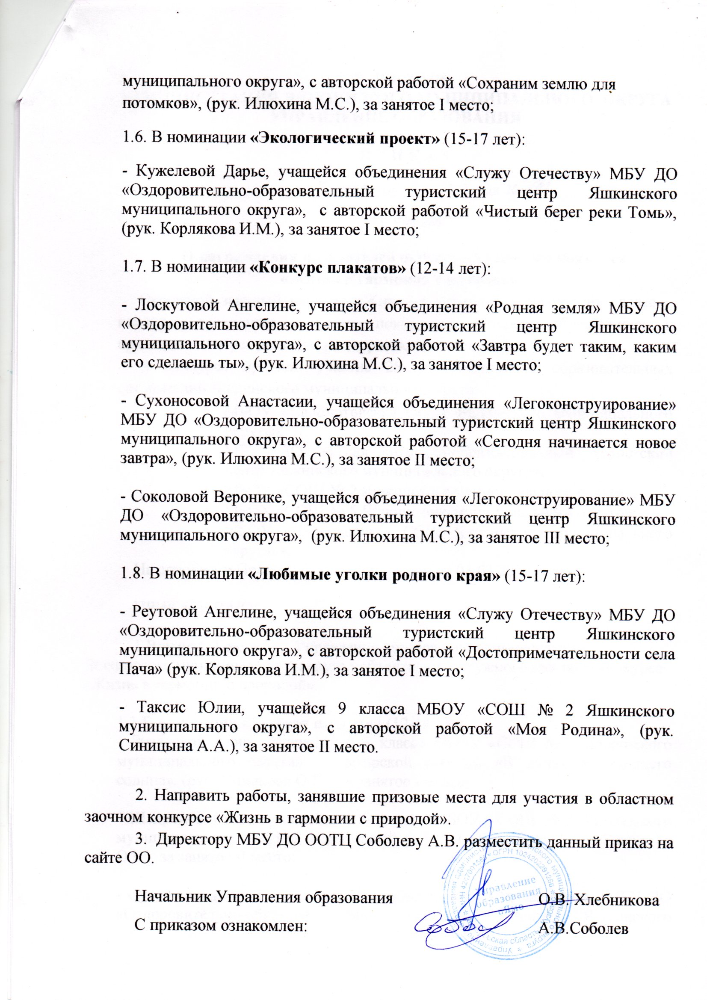 муниципального округа», с авторской работой «Сохраним землю для
потомков», (рук. Илюхина М.С.), за занятое I место;
1.6. В номинации «Экологический проект» (15-17 лет):
- Кужелевой Дарье, учащейся объединения «Служу Отечеству» МБУ ДО
«Оздоровительно-образовательный туристский центр Яшкинского
муниципального округа», с авторской работой «Чистый берег реки Томь»,
(рук. Корлякова И.М.), за занятое I место;
1.7. В номинации «Конкурс плакатов» (12-14 лет):
- Лоскутовой Ангелине, учащейся объединения «Родная земля» МБУ ДО
«Оздоровительно-образовательный туристский центр Яшкинского
муниципального округа», с авторской работой «Завтра будет таким, каким
его сделаешь ты», (рук. Илюхина М.С.), за занятое I место;
- Сухоносовой Анастасии, учащейся объединения «Легоконструирование»
МБУ ДО «Оздоровительно-образовательный туристский центр Яшкинского
муниципального округа», с авторской работой «Сегодня начинается новое
завтра», (рук. Илюхина М.С.), за занятое II место;
- Соколовой Веронике, учащейся объединения «Легоконструирование» МБУ
ДО «Оздоровительно-образовательный туристский центр Яшкинского
муниципального округа», (рук. Илюхина М.С.), за занятое III место;
1.8. В номинации «Любимые уголки родного края» (15-17 лет):
- Реутовой Ангелине, учащейся объединения «Служу Отечеству» МБУ ДО
«Оздоровительно-образовательный туристский центр Яшкинского
муниципального округа», с авторской работой «Достопримечательности села
Пача» (рук. Корлякова И.М.), за занятое I место;
- Таксис Юлии, учащейся 9 класса МБОУ «СОШ № 2 Яшкинского
муниципального округа», с авторской работой «Моя Родина», (рук.
Синицына А.А.), за занятое II место.
2. Направить работы, занявшие призовые места для участия в областном
заочном конкурсе «Жизнь в гармонии с природой».
3. Директору МБУ ДО ООТЦ Соболеву А.В. разместить данный приказ на
сайте ОО.
Начальник Управления образования О.В. Хлебникова
С приказом ознакомлен: А.В.Соболев
Управление
образования
ОГРН 1024202291266